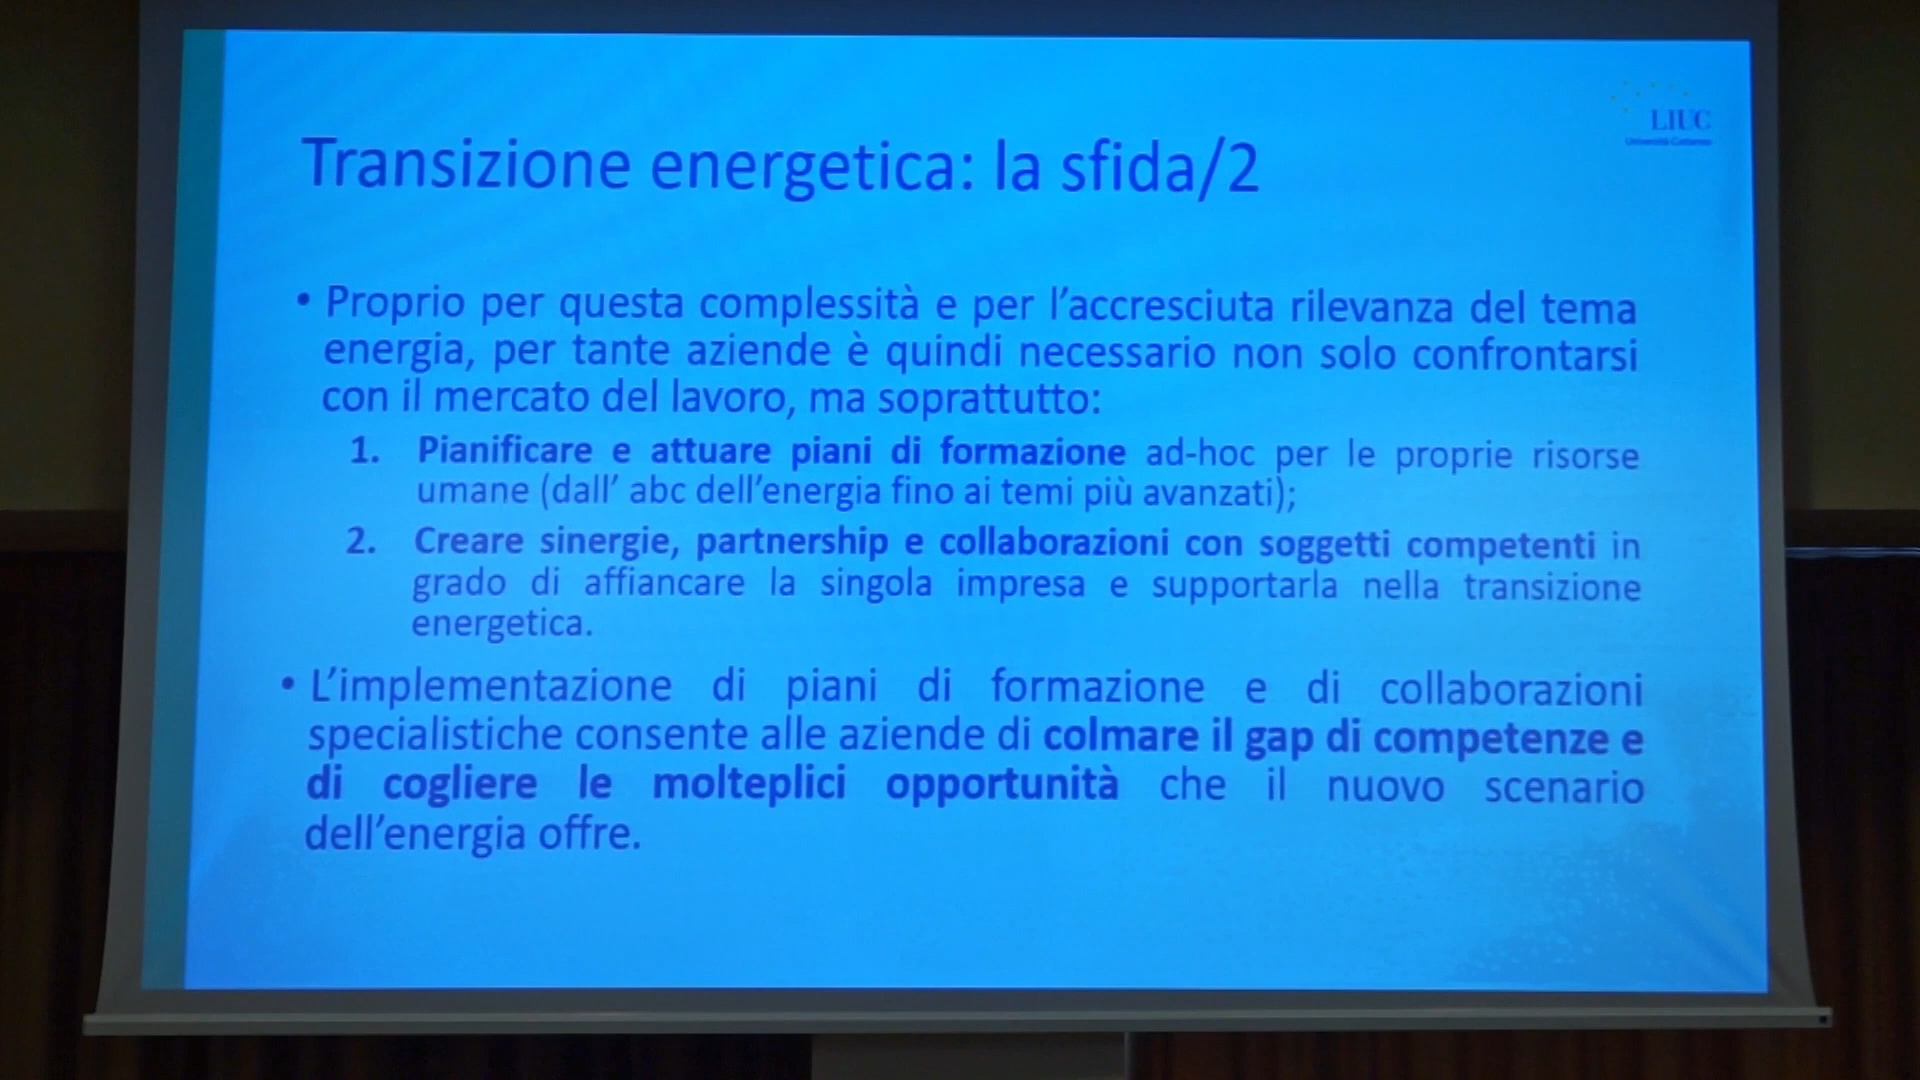 LIUC
Università Cattaneo
Transizione energetica: la sfida/2
• Proprio per questa complessità e per l'accresciuta rilevanza del tema
energia, per tante aziende è quindi necessario non solo confrontarsi
con il mercato del lavoro, ma soprattutto:
1. Pianificare e attuare piani di formazione ad-hoc per le proprie risorse
umane (dall' abc dell'energia fino ai temi più avanzati);
2. Creare sinergie, partnership e collaborazioni con soggetti competenti in
grado di affiancare la singola impresa e supportarla nella transizione
energetica.
• L'implementazione di piani di formazione e di collaborazioni
specialistiche consente alle aziende di colmare il gap di competenze e
di cogliere le molteplici opportunità che il nuovo scenario
dell'energia offre.